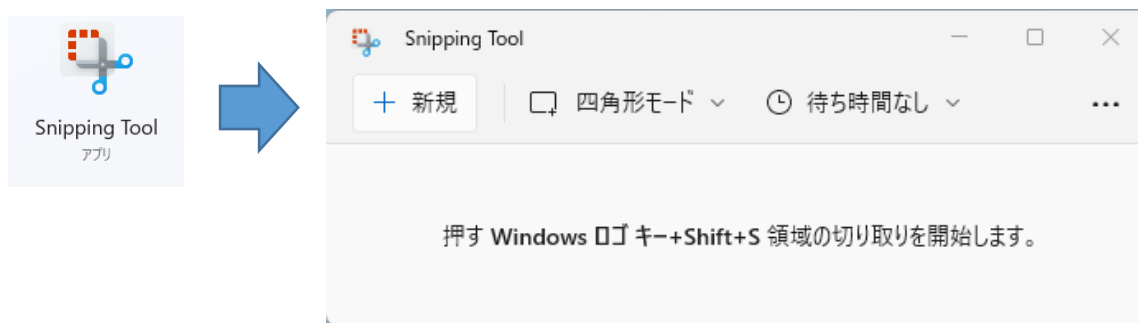 Snipping Tool
アプリ
Snipping Tool
新規 四角形モード 待ち時間なし
押す Windows ロゴ キー+Shift+S 領域の切り取りを開始します。